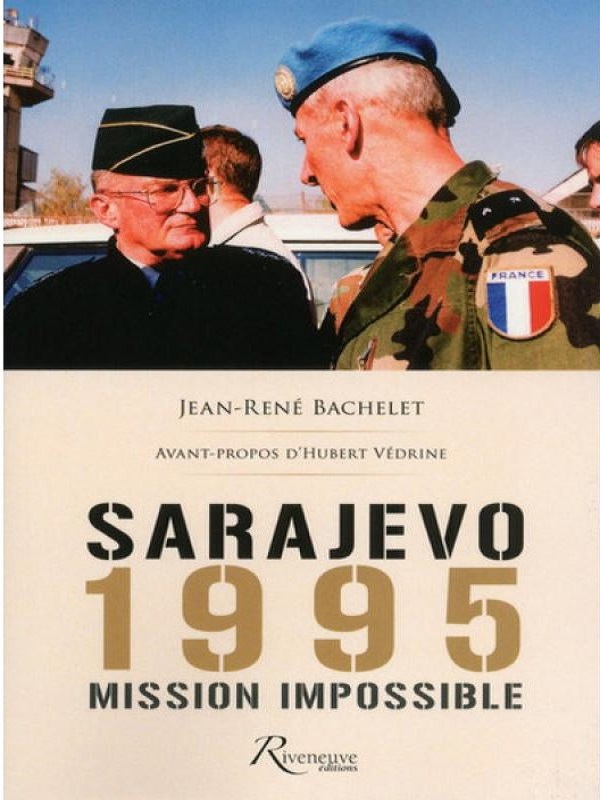 FRANCE
JEAN-RENÉ BACHELET
AVANT-PROPOS D'HUBERT VÉDRINE
SARAJEVO
1995
MISSION IMPOSSIBLE
Riveneuve
éditions